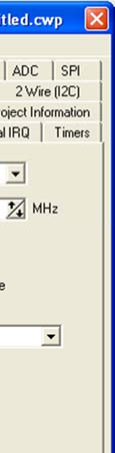 tled.cwp
ADC SPI
2 Wire (I2C)
oject Information
al IRQ Timers
MHz
e